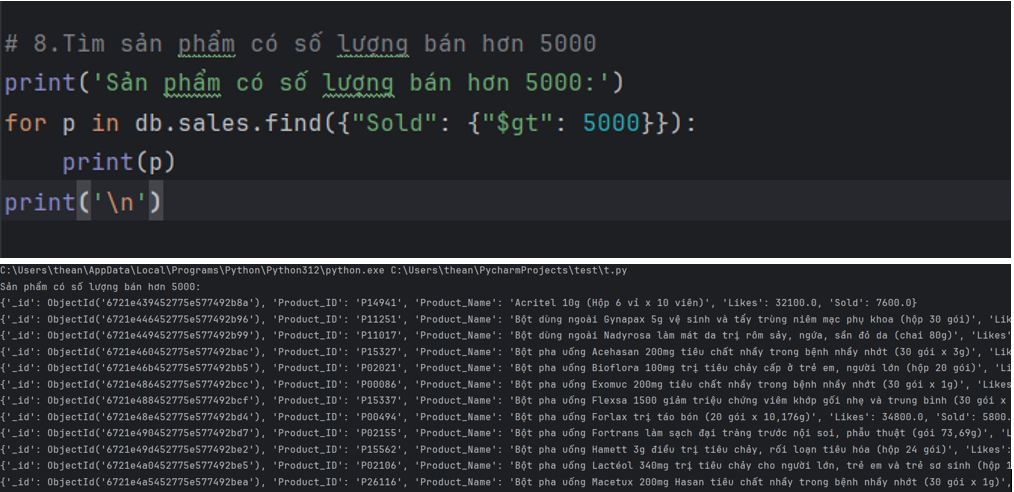 # 8.Tìm sản phẩm có số lượng bán hơn 5000
print('Sản phẩm có số lượng bán hơn 5000:')
for p in db.sales.find({"Sold": {"$gt": 5000}}):
print(p)
print('\n')
C:\Users\thean\AppData\Local\Programs\Python\Python312\python.exe C:\Users\thean\PycharmProjects\test\t.py
Sản phẩm có số lượng bán hơn 5000:
{'_id': ObjectId('6721e439452775e577492b8a'), 'Product_ID': 'P14941', 'Product_Name': 'Acritel 10g (Hộp 6 vỉ x 10 viên)', 'Likes': 32100.0, 'Sold': 7600.0}
{'_id': ObjectId('6721e446452775e577492b96'), 'Product_ID': 'P11251', 'Product_Name': 'Bột dùng ngoài Gynapax 5g vệ sinh và tẩy trùng niêm mạc phụ khoa (hộp 30 gói)', 'Lik
{'_id': ObjectId('6721e449452775e577492b99'), 'Product_ID': 'P11017', 'Product_Name': 'Bột dùng ngoài Nadyrosa làm mát da trị rôm sảy, ngứa, sẩn đỏ da (chai 80g)', 'Likes'
{'_id': ObjectId('6721e460452775e577492bac'), 'Product_ID': 'P15327', 'Product_Name': 'Bột pha uống Acehasan 200mg tiêu chất nhầy trong bệnh nhầy nhớt (30 gói x 3g)', 'Lik
{'_id': ObjectId('6721e46b452775e577492bb5'), 'Product_ID': 'P02021', 'Product_Name': 'Bột pha uống Bioflora 100mg trị tiêu chảy cấp ở trẻ em, người lớn (hộp 20 gói)', 'Li
{'_id': ObjectId('6721e486452775e577492bcc'), 'Product_ID': 'P00086', 'Product_Name': 'Bột pha uống Exomuc 200mg tiêu chất nhầy trong bệnh nhầy nhớt (30 gói x 1g)', 'Likes
{'_id': ObjectId('6721e488452775e577492bcf'), 'Product_ID': 'P15337', 'Product_Name': 'Bột pha uống Flexsa 1500 giảm triệu chứng viêm khớp gối nhẹ và trung bình (30 gói x
{'_id': ObjectId('6721e48e452775e577492bd4'), 'Product_ID': 'P00494', 'Product_Name': 'Bột pha uống Forlax trị táo bón (20 gói x 10,176g)', 'Likes': 34800.0, 'Sold': 5800.
{'_id': ObjectId('6721e490452775e577492bd7'), 'Product_ID': 'P02155', 'Product_Name': 'Bột pha uống Fortrans làm sạch đại tràng trước nội soi, phẫu thuật (gói 73,69g)', 'L
{'_id': ObjectId('6721e49d452775e577492be2'), 'Product_ID': 'P15562', 'Product_Name': 'Bột pha uống Hamett 3g điều trị tiêu chảy, rối loạn tiêu hóa (hộp 24 gói)', 'Likes':
{'_id': ObjectId('6721e4a0452775e577492be5'), 'Product_ID': 'P02106', 'Product_Name': 'Bột pha uống Lactéol 340mg trị tiêu chảy cho người lớn, trẻ em và trẻ sơ sinh (hộp 1
{'_id': ObjectId('6721e4a5452775e577492bea'), 'Product_ID': 'P26116', 'Product_Name': 'Bột pha uống Macetux 200mg Hasan tiêu chất nhầy trong bệnh nhầy nhớt (30 gói x 1g)',